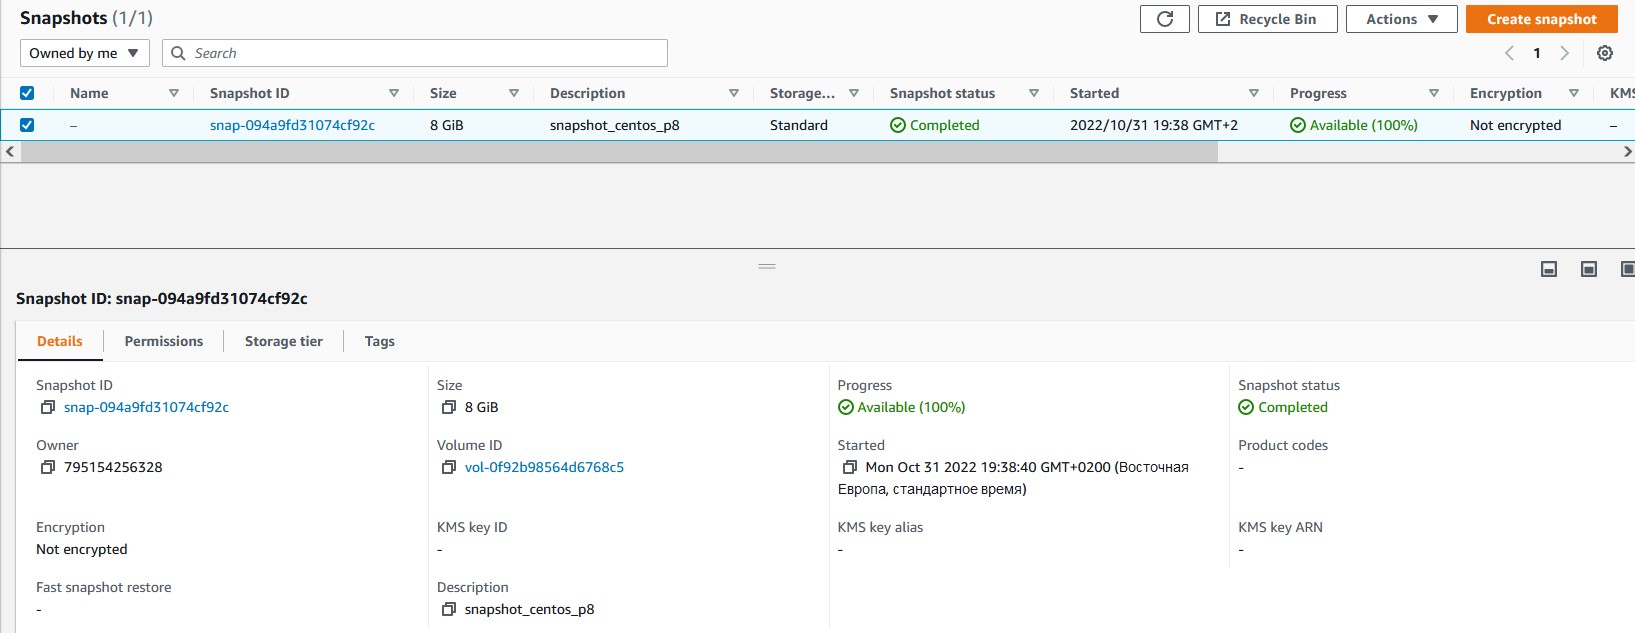 Snapshots (1/1)
Recycle Bin
Actions
Create snapshot
Owned by me
Search
1
Name Snapshot ID Size Description Storage... Snapshot status Started Progress Encryption KMS
– snap-094a9fd31074cf92c 8 GiB snapshot_centos_p8 Standard Completed 2022/10/31 19:38 GMT+2 Available (100%) Not encrypted –
Snapshot ID: snap-094a9fd31074cf92c
Details Permissions Storage tier Tags
Snapshot ID Size Progress Snapshot status
snap-094a9fd31074cf92c 8 GiB Available (100%) Completed
Owner Volume ID Started Product codes
795154256328 vol-0f92b98564d6768c5 Mon Oct 31 2022 19:38:40 GMT+0200 (Восточная -
Европа, стандартное время)
Encryption KMS key ID KMS key alias KMS key ARN
Not encrypted - - -
Fast snapshot restore Description
- snapshot_centos_p8